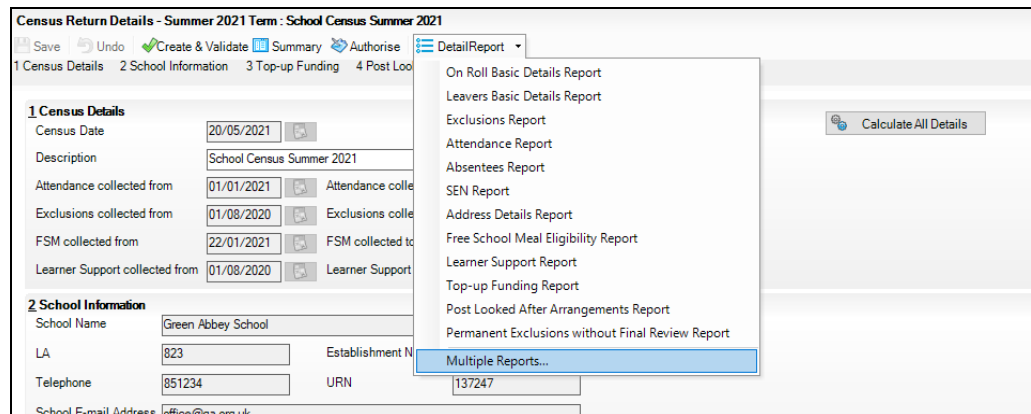 Census Return Details - Summer 2021 Term : School Census Summer 2021
Save Undo Create & Validate Summary Authorise DetailReport
1 Census Details 2 School Information 3 Top-up Funding 4 Post
On Roll Basic Details Report
Leavers Basic Details Report
Exclusions Report
Attendance Report
Absentees Report
SEN Report
Address Details Report
Free School Meal Eligibility Report
Learner Support Report
Top-up Funding Report
Post Looked After Arrangements Report
Permanent Exclusions without Final Review Report
Multiple Reports...
1 Census Details
Calculate All Details
Census Date 20/05/2021
Description School Census Summer 2021
Attendance collected from 01/01/2021 Attendance
Exclusions collected from 01/08/2020 Exclusions
FSM collected from 22/01/2021 FSM collected
Learner Support collected from 01/08/2020 Learner Support
2 School Information
School Name Green Abbey School
LA 823 Establishment
Telephone 851234 URN 137247
School E-mail Address office@ga.org.uk